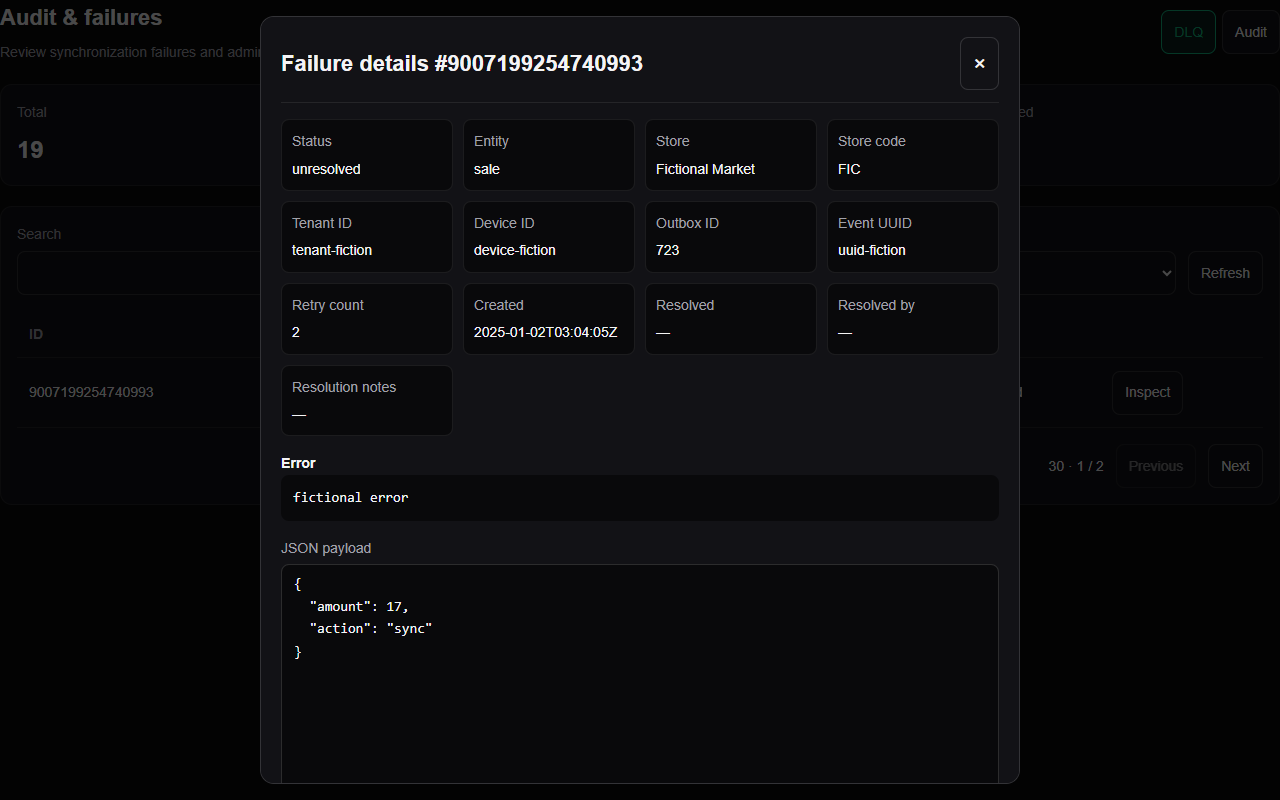 Audit & failures
DLQ
Audit
Review synchronization failures and admi
Total
19
ed
Search
Refresh
ID
9007199254740993
Inspect
30 · 1 / 2
Previous
Next
Failure details #9007199254740993
×
Status
unresolved
Entity
sale
Store
Fictional Market
Store code
FIC
Tenant ID
tenant-fiction
Device ID
device-fiction
Outbox ID
723
Event UUID
uuid-fiction
Retry count
2
Created
2025-01-02T03:04:05Z
Resolved
—
Resolved by
—
Resolution notes
—
Error
fictional error
JSON payload
{
"amount": 17,
"action": "sync"
}